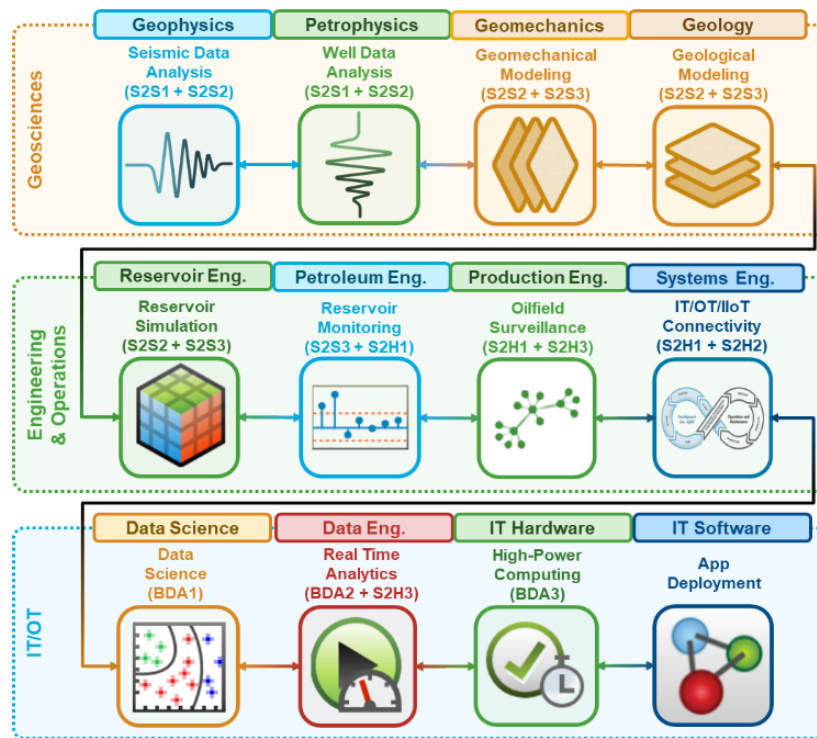 Geosciences
Geophysics
Seismic Data
Analysis
(S2S1 + S2S2)
Petrophysics
Well Data
Analysis
(S2S1 + S2S2)
Geomechanics
Geomechanical
Modeling
(S2S2 + S2S3)
Geology
Geological
Modeling
(S2S2 + S2S3)
Engineering
& Operations
Reservoir Eng.
Reservoir
Simulation
(S2S2 + S2S3)
Petroleum Eng.
Reservoir
Monitoring
(S2S3 + S2H1)
Production Eng.
Oilfield
Surveillance
(S2H1 + S2H3)
Systems Eng.
IT/OT/IIoT
Connectivity
(S2H1 + S2H2)
IT/OT
Data Science
Data
Science
(BDA1)
Data Eng.
Real Time
Analytics
(BDA2 + S2H3)
IT Hardware
High-Power
Computing
(BDA3)
IT Software
App
Deployment